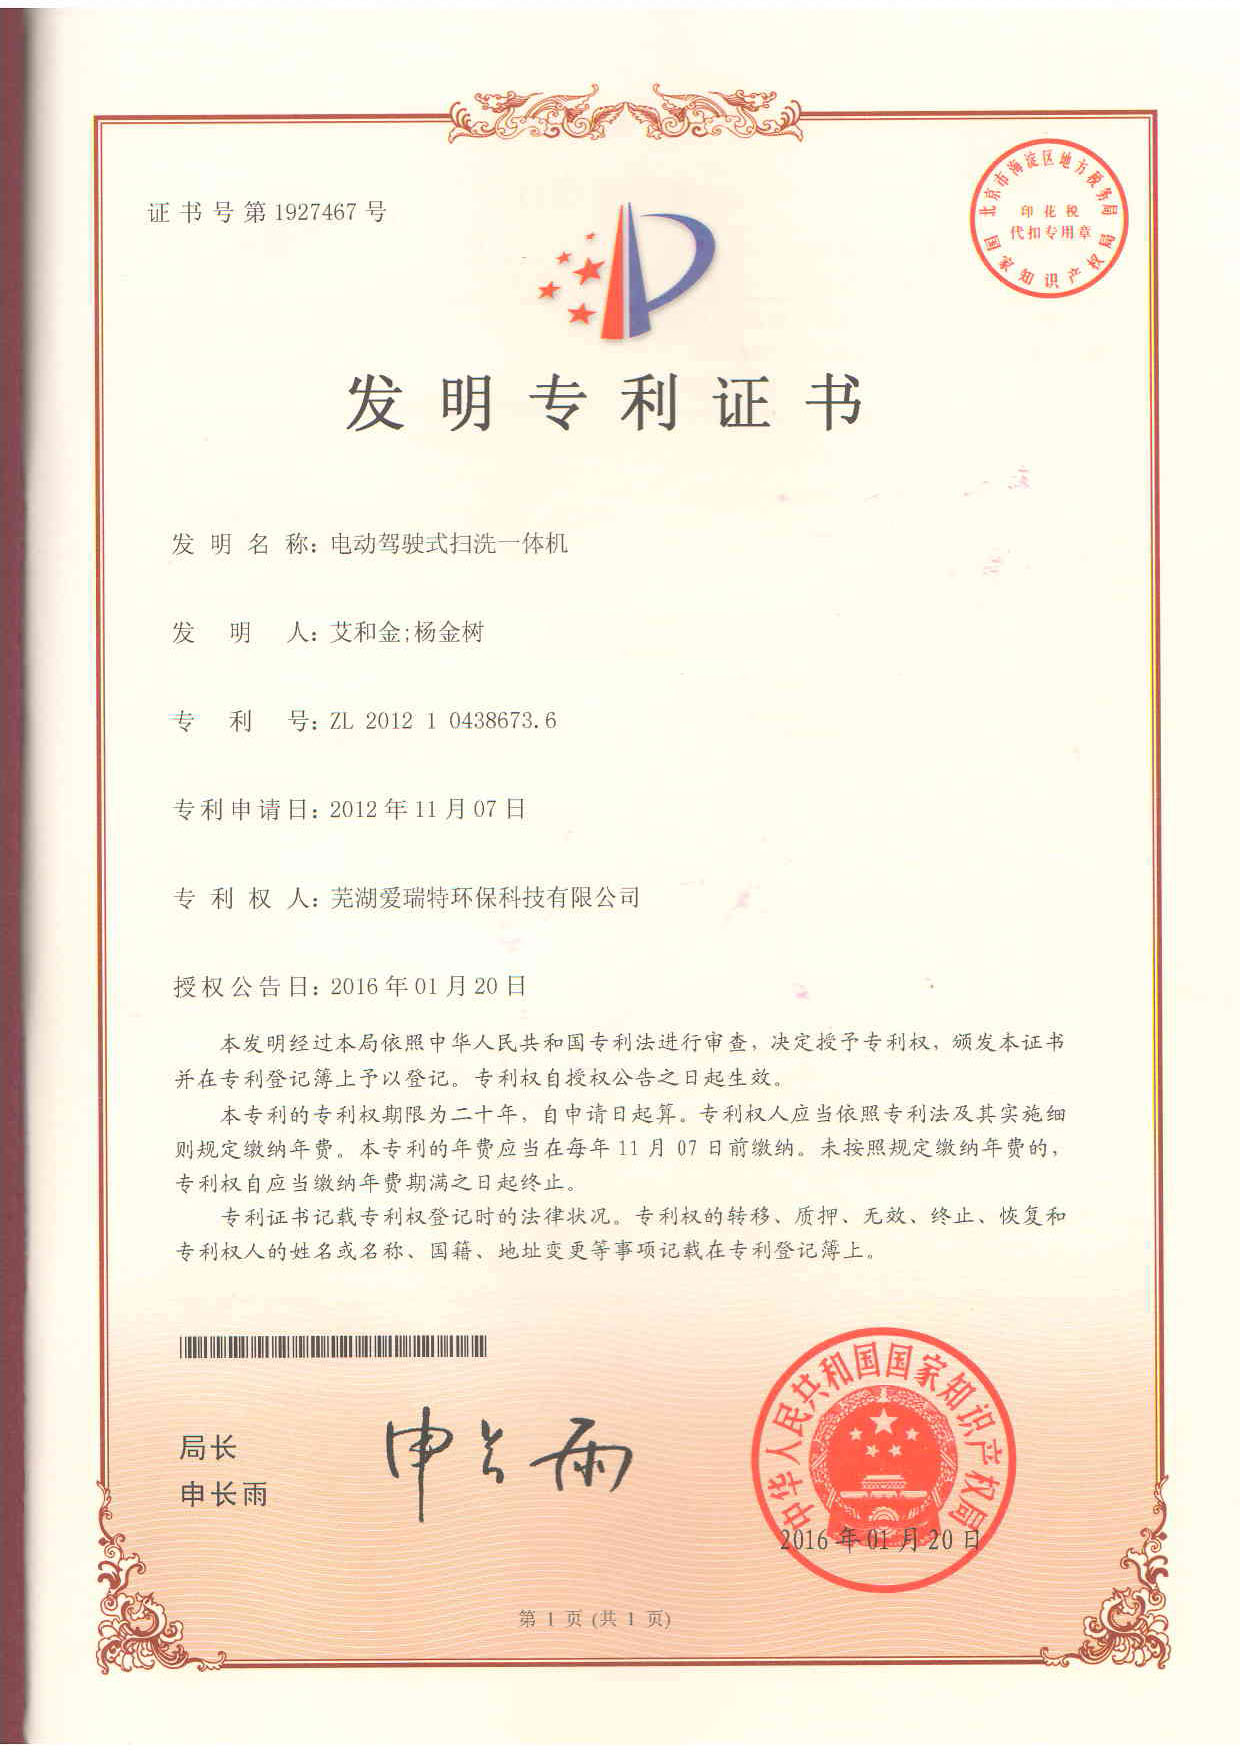 证书号第1927467号
北京市海淀区地方税务局
印花税
代扣专用章
国家知识产权局
发明专利证书
发明名称：电动驾驶式扫洗一体机
发明人：艾和金;杨金树
专利号：ZL 2012 1 0438673.6
专利申请日：2012年11月07日
专利权人：芜湖爱瑞特环保科技有限公司
授权公告日：2016年01月20日
本发明经过本局依照中华人民共和国专利法进行审查，决定授予专利权，颁发本证书
并在专利登记簿上予以登记。专利权自授权公告之日起生效。
本专利的专利权期限为二十年，自申请日起算。专利权人应当依照专利法及其实施细
则规定缴纳年费。本专利的年费应当在每年11月07日前缴纳。未按照规定缴纳年费的，
专利权自应当缴纳年费期满之日起终止。
专利证书记载专利权登记时的法律状况。专利权的转移、质押、无效、终止、恢复和
专利权人的姓名或名称、国籍、地址变更等事项记载在专利登记簿上。
局长
申长雨
申长雨
中华人民共和国国家知识产权局
2016年01月20日
第1页(共1页)